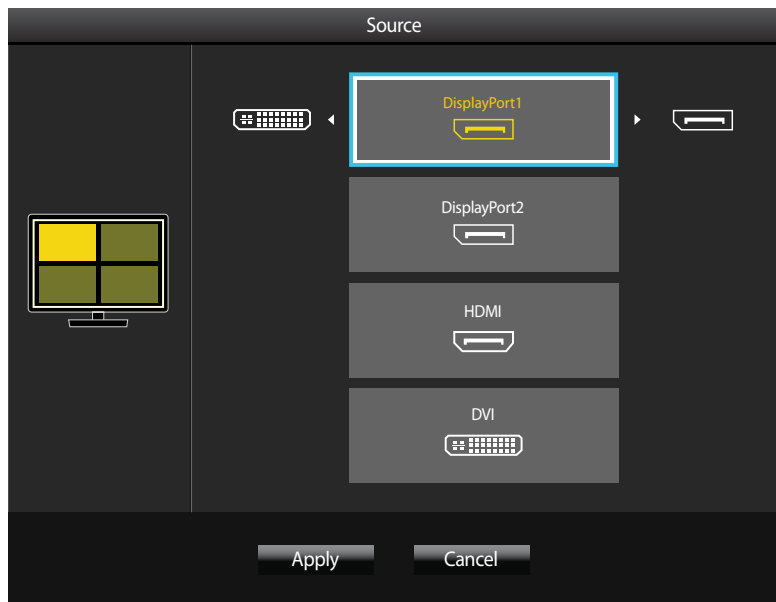 Source
DisplayPort1
DisplayPort2
HDMI
DVI
Apply
Cancel